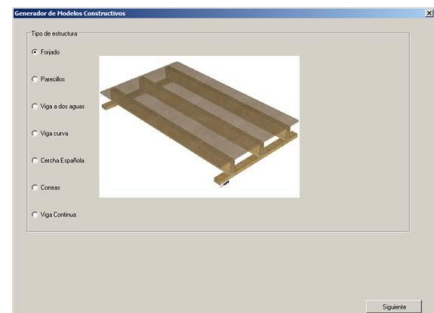 Generador de Modelos Constructivos
Tipo de estructura
Forjado
Parecillos
Viga a dos aguas
Viga curva
Cercha Española
Correas
Viga Continua
Siguiente